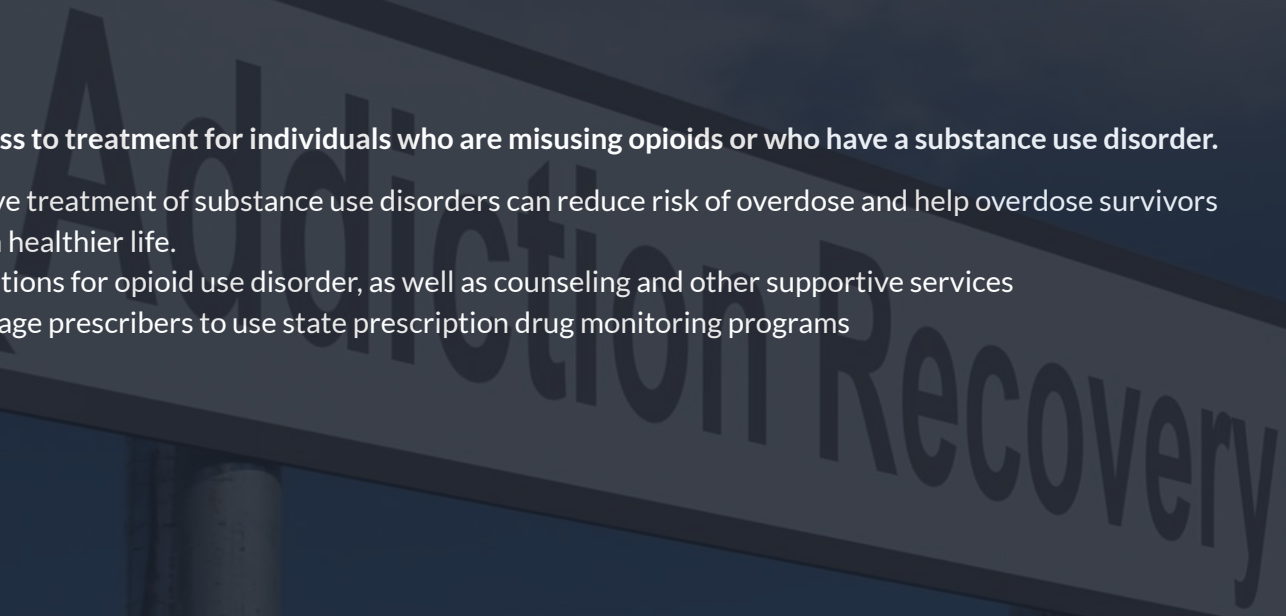 ss to treatment for individuals who are misusing opioids or who have a substance use disorder.
ve treatment of substance use disorders can reduce risk of overdose and help overdose survivors
healthier life.
tions for opioid use disorder, as well as counseling and other supportive services
age prescribers to use state prescription drug monitoring programs
Addiction Recovery